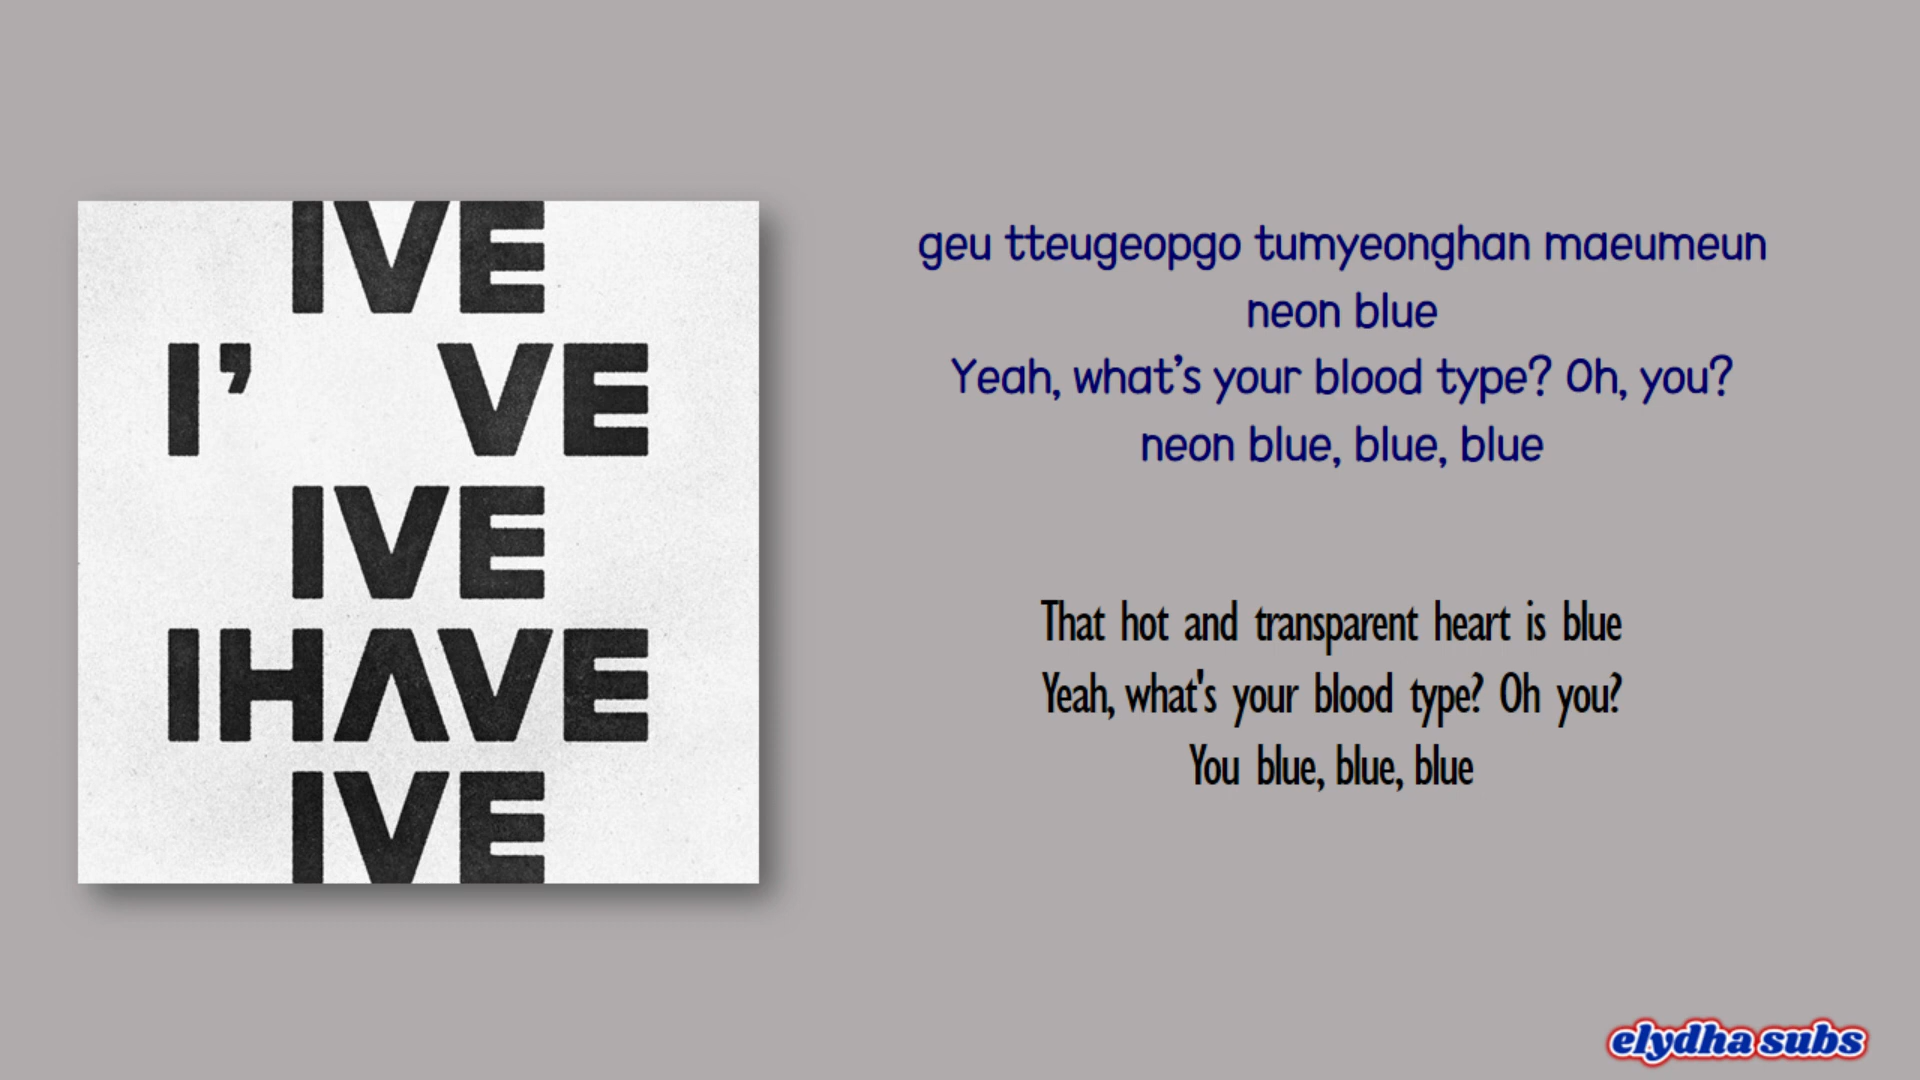 IVE
I’ VE
IVE
IHAVE
IVE
geu tteugeopgo tumyeonghan maeumeun
neon blue
Yeah, what’s your blood type? Oh, you?
neon blue, blue, blue
That hot and transparent heart is blue
Yeah, what's your blood type? Oh you?
You blue, blue, blue
elydha subs